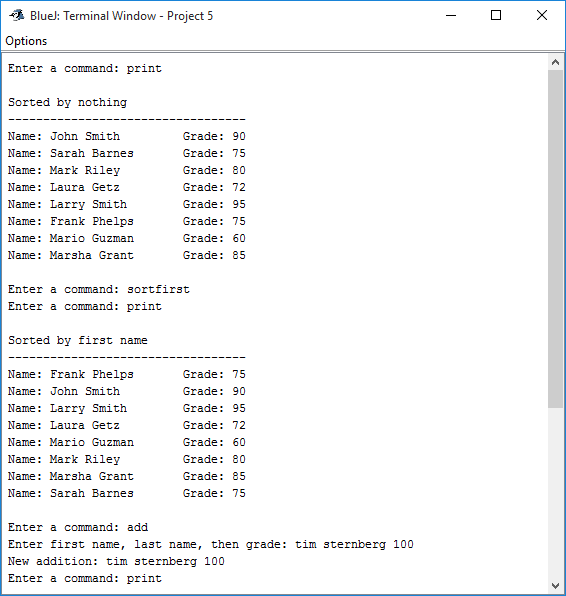 BlueJ: Terminal Window - Project 5
Options
Enter a command: print
Sorted by nothing
----------------------------------
Name: John Smith         Grade: 90
Name: Sarah Barnes       Grade: 75
Name: Mark Riley         Grade: 80
Name: Laura Getz         Grade: 72
Name: Larry Smith        Grade: 95
Name: Frank Phelps       Grade: 75
Name: Mario Guzman       Grade: 60
Name: Marsha Grant       Grade: 85
Enter a command: sortfirst
Enter a command: print
Sorted by first name
----------------------------------
Name: Frank Phelps       Grade: 75
Name: John Smith         Grade: 90
Name: Larry Smith        Grade: 95
Name: Laura Getz         Grade: 72
Name: Mario Guzman       Grade: 60
Name: Mark Riley         Grade: 80
Name: Marsha Grant       Grade: 85
Name: Sarah Barnes       Grade: 75
Enter a command: add
Enter first name, last name, then grade: tim sternberg 100
New addition: tim sternberg 100
Enter a command: print